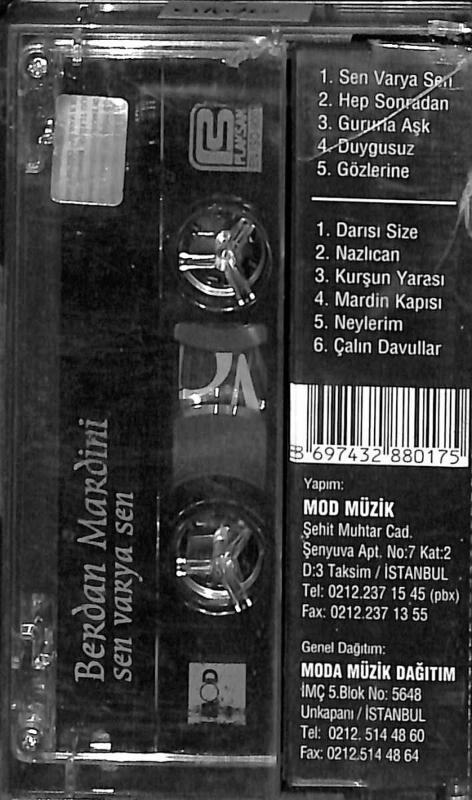 PLAKSAN
Berdan Mardini
sen varya sen
1. Sen Varya Sen
2. Hep Sonradan
3. Gururla Aşk
4. Duygusuz
5. Gözlerine
1. Darısı Size
2. Nazlıcan
3. Kurşun Yarası
4. Mardin Kapısı
5. Neylerim
6. Çalın Davullar
8 697432 880175
Yapım:
MOD MÜZİK
Şehit Muhtar Cad.
Şenyuva Apt. No:7 Kat:2
D:3 Taksim / İSTANBUL
Tel: 0212.237 15 45 (pbx)
Fax: 0212.237 13 55
Genel Dağıtım:
MODA MÜZİK DAĞITIM
İMÇ 5.Blok No: 5648
Unkapanı / İSTANBUL
Tel: 0212. 514 48 60
Fax: 0212.514 48 64